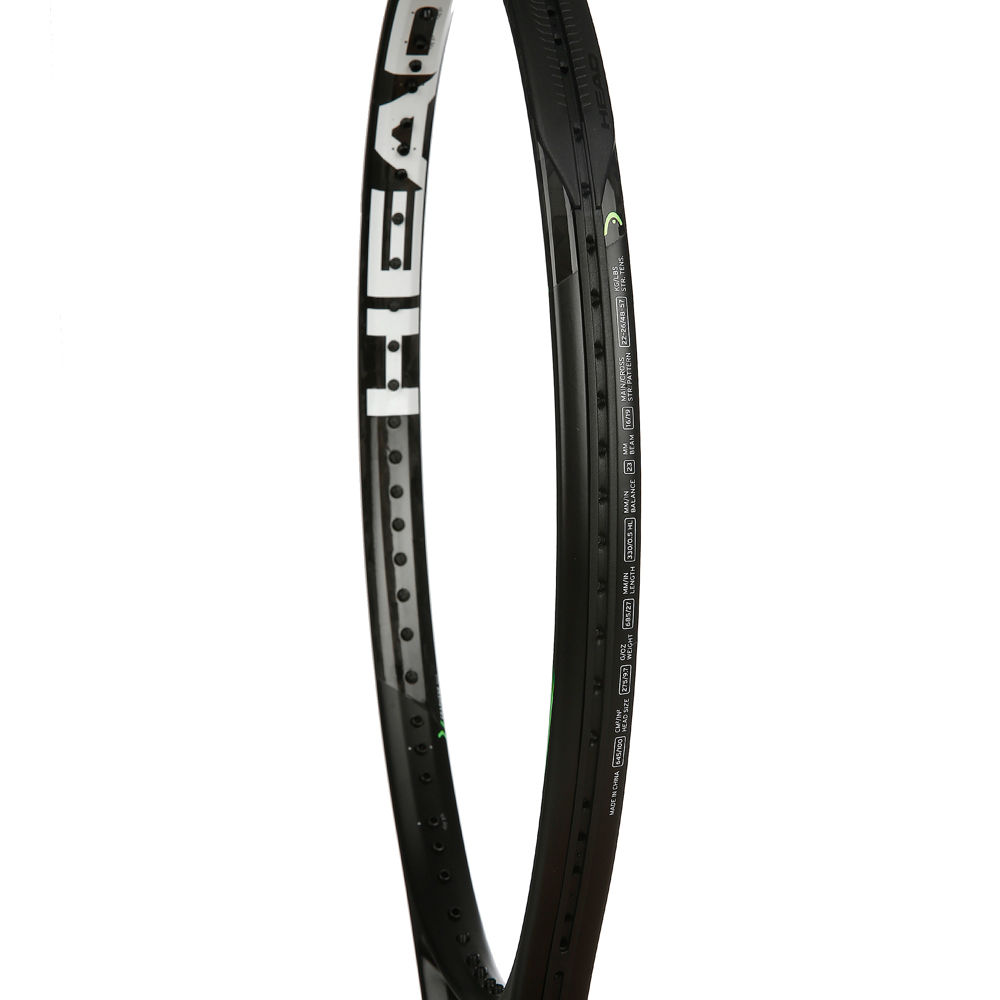 HEAD
HEAD
MADE IN CHINA
645/100 CM²/IN²
HEAD SIZE
275/9.7 G/OZ
WEIGHT
685/27 MM/IN
LENGTH
330/0.5 HL MM/IN
BALANCE
23 MM
BEAM
16/19 MAIN/CROSS
STR. PATTERN
22-26/48-57 KG/LBS
STR. TENS.